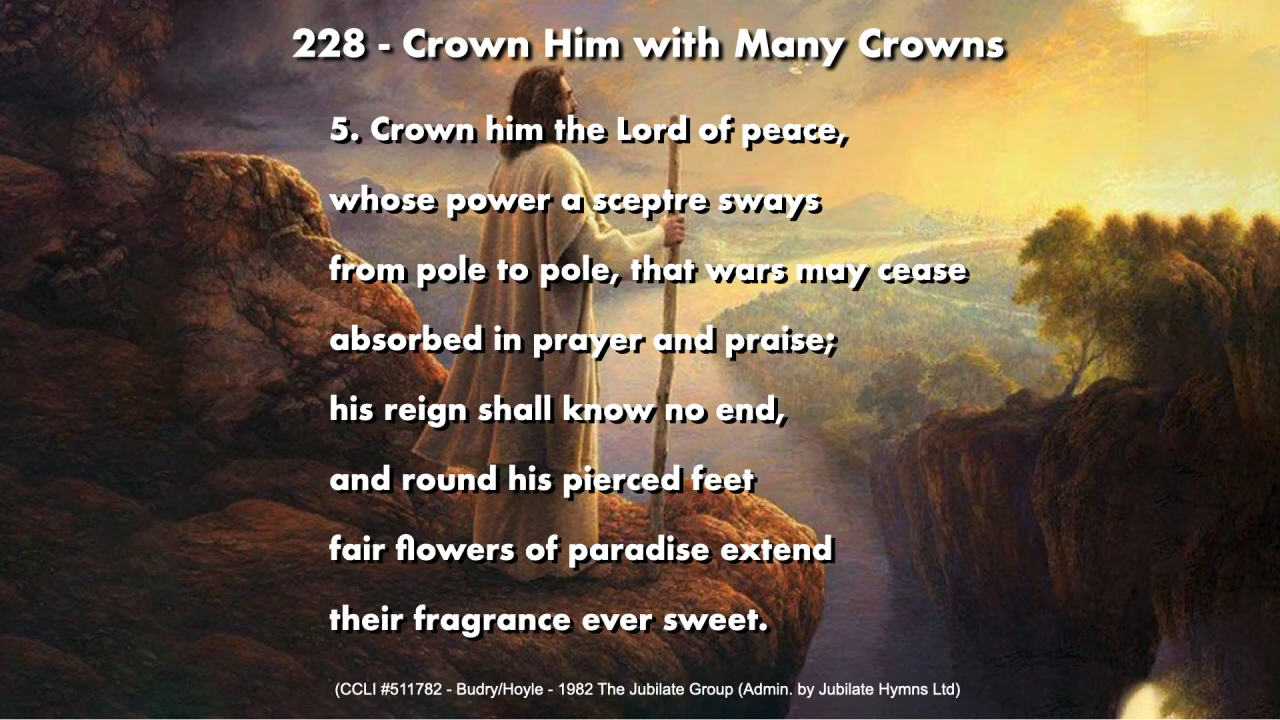 228 - Crown Him with Many Crowns
5. Crown him the Lord of peace,
whose power a sceptre sways
from pole to pole, that wars may cease
absorbed in prayer and praise;
his reign shall know no end,
and round his pierced feet
fair flowers of paradise extend
their fragrance ever sweet.
(CCLI #511782 - Budry/Hoyle - 1982 The Jubilate Group (Admin. by Jubilate Hymns Ltd)